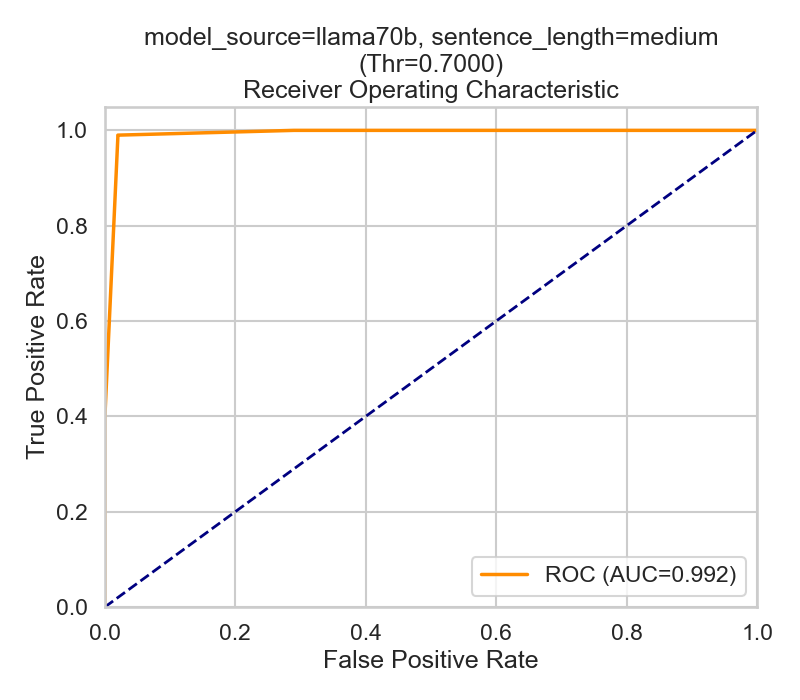 model_source=llama70b, sentence_length=medium
(Thr=0.7000)
Receiver Operating Characteristic
1.0
0.8
0.6
0.4
0.2
0.0
True Positive Rate
ROC (AUC=0.992)
0.0 0.2 0.4 0.6 0.8 1.0
False Positive Rate